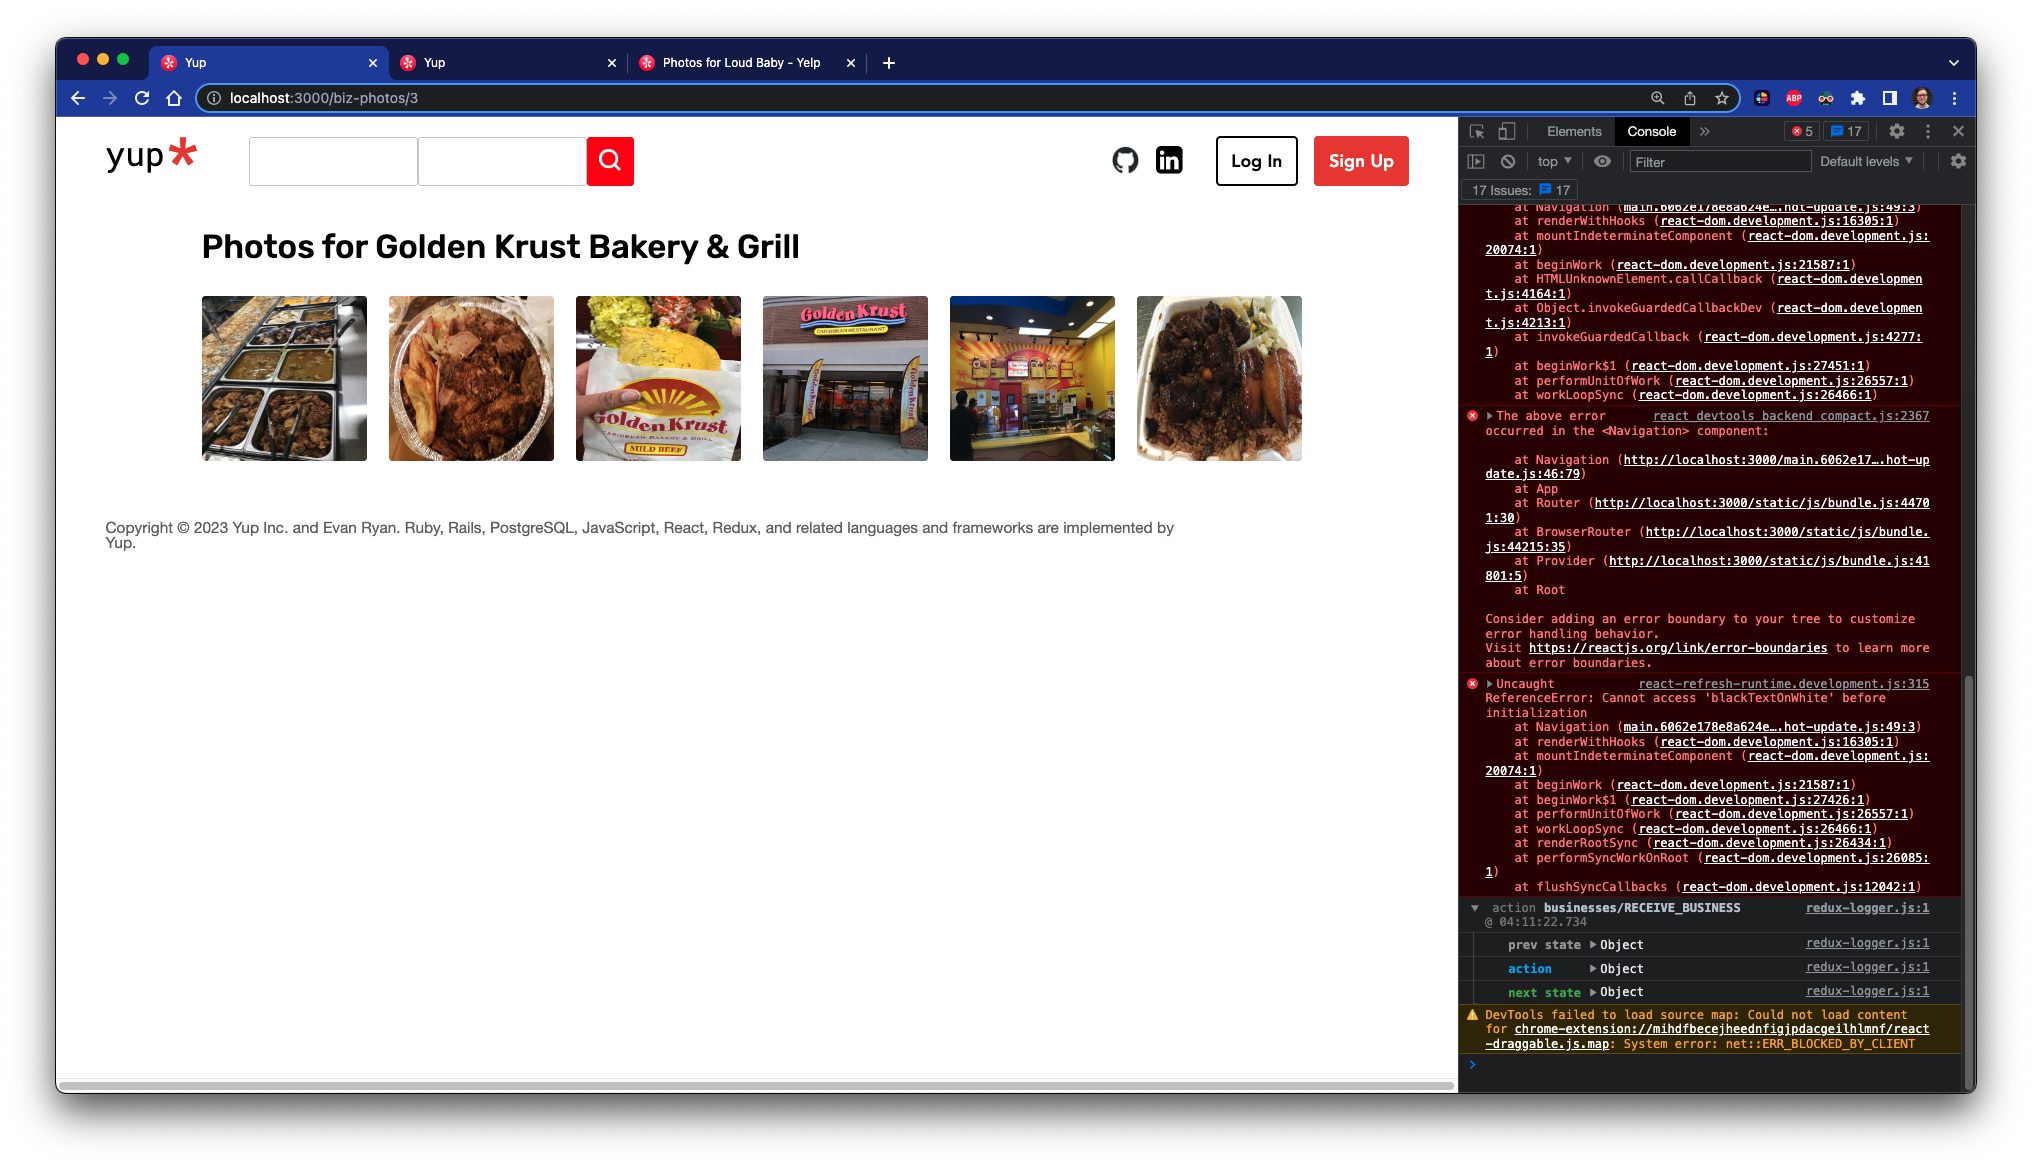 Yup
Yup
Photos for Loud Baby - Yelp
localhost:3000/biz-photos/3
ABP
yup
Log In
Sign Up
Photos for Golden Krust Bakery & Grill
Golden Krust
CARIBBEAN RESTAURANT
Golden Krust
CARIBBEAN BAKERY & GRILL
MILD BEEF
Copyright © 2023 Yup Inc. and Evan Ryan. Ruby, Rails, PostgreSQL, JavaScript, React, Redux, and related languages and frameworks are implemented by
Yup.
Elements
Console
5
17
top
Filter
Default levels
17 Issues:
17
at Navigation (main.6062e178e8a624e….hot-update.js:49:3)
at renderWithHooks (react-dom.development.js:16305:1)
at mountIndeterminateComponent (react-dom.development.js:
20074:1)
at beginWork (react-dom.development.js:21587:1)
at HTMLUnknownElement.callCallback (react-dom.developmen
t.js:4164:1)
at Object.invokeGuardedCallbackDev (react-dom.developmen
t.js:4213:1)
at invokeGuardedCallback (react-dom.development.js:4277:
1)
at beginWork$1 (react-dom.development.js:27451:1)
at performUnitOfWork (react-dom.development.js:26557:1)
at workLoopSync (react-dom.development.js:26466:1)
The above error react_devtools_backend_compact.js:2367
occurred in the <Navigation> component:
at Navigation (http://localhost:3000/main.6062e17….hot-up
date.js:46:79)
at App
at Router (http://localhost:3000/static/js/bundle.js:4470
1:30)
at BrowserRouter (http://localhost:3000/static/js/bundle.
js:44215:35)
at Provider (http://localhost:3000/static/js/bundle.js:41
801:5)
at Root
Consider adding an error boundary to your tree to customize
error handling behavior.
Visit https://reactjs.org/link/error-boundaries to learn more
about error boundaries.
Uncaught react-refresh-runtime.development.js:315
ReferenceError: Cannot access 'blackTextOnWhite' before
initialization
at Navigation (main.6062e178e8a624e….hot-update.js:49:3)
at renderWithHooks (react-dom.development.js:16305:1)
at mountIndeterminateComponent (react-dom.development.js:
20074:1)
at beginWork (react-dom.development.js:21587:1)
at beginWork$1 (react-dom.development.js:27426:1)
at performUnitOfWork (react-dom.development.js:26557:1)
at workLoopSync (react-dom.development.js:26466:1)
at renderRootSync (react-dom.development.js:26434:1)
at performSyncWorkOnRoot (react-dom.development.js:26085:
1)
at flushSyncCallbacks (react-dom.development.js:12042:1)
action businesses/RECEIVE_BUSINESS redux-logger.js:1
@ 04:11:22.734
prev state Object redux-logger.js:1
action Object redux-logger.js:1
next state Object redux-logger.js:1
DevTools failed to load source map: Could not load content
for chrome-extension://mihdfbecejheednfigjpdacgeilhlmnf/react
-draggable.js.map: System error: net::ERR_BLOCKED_BY_CLIENT